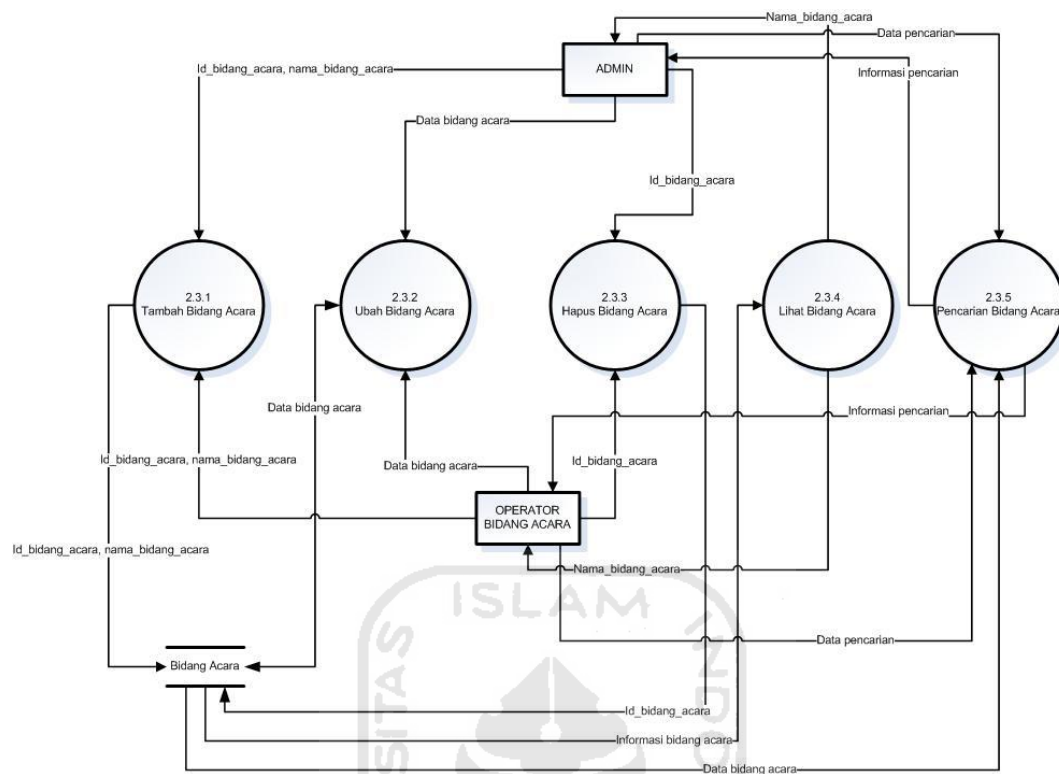 Nama_bidang_acara
Data pencarian
Id_bidang_acara, nama_bidang_acara
ADMIN
Informasi pencarian
Data bidang acara
Id_bidang_acara
2.3.1
Tambah Bidang Acara
2.3.2
Ubah Bidang Acara
2.3.3
Hapus Bidang Acara
2.3.4
Lihat Bidang Acara
2.3.5
Pencarian Bidang Acara
Data bidang acara
Informasi pencarian
Id_bidang_acara, nama_bidang_acara
Data bidang acara
Id_bidang_acara
OPERATOR
BIDANG ACARA
Id_bidang_acara, nama_bidang_acara
Nama_bidang_acara
ISLAM
SITAS
INDO
Data pencarian
Bidang Acara
Id_bidang_acara
Informasi bidang acara
Data bidang acara